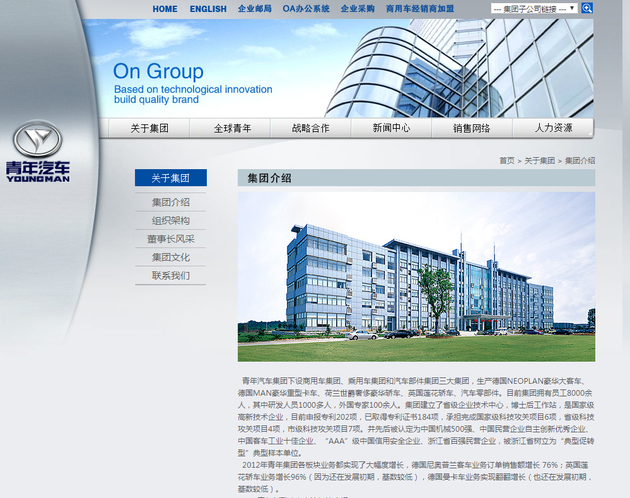 HOME ENGLISH 企业邮局 OA办公系统 企业采购 商用车经销商加盟 --- 集团子公司链接 ---
On Group
Based on technological innovation
build quality brand
关于集团 全球青年 战略合作 新闻中心 销售网络 人力资源
青年汽车
YOUNGMAN
首页 > 关于集团 > 集团介绍
关于集团
集团介绍
组织架构
董事长风采
集团文化
联系我们
集团介绍
青年汽车集团下设商用车集团、乘用车集团和汽车部件集团三大集团，生产德国NEOPLAN豪华大客车、
德国MAN豪华重型卡车、荷兰世爵奢侈豪华轿车、英国莲花轿车、汽车零部件。目前集团拥有员工8000余
人，其中研发人员1000多人，外国专家100余人。集团建立了省级企业技术中心，博士后工作站，是国家级
高新技术企业，目前申报专利202项，已取得专利证书184项，承担完成国家级科技攻关项目6项，省级科技
攻关项目4项，市级科技攻关项目7项。并先后被认定为中国机械500强、中国民营企业自主创新优秀企业、
中国客车工业十佳企业、“AAA”级中国信用安全企业、浙江省百强民营企业，被浙江省树立为“典型促转
型”典型样本单位。
2012年青年集团各板块业务都实现了大幅度增长，德国尼奥普兰客车业务订单销售额增长 76%；英国莲
花轿车业务增长96%（因为还在发展初期，基数较低），德国曼卡车业务实现翻翻增长（也还在发展初期，
基数较低）。